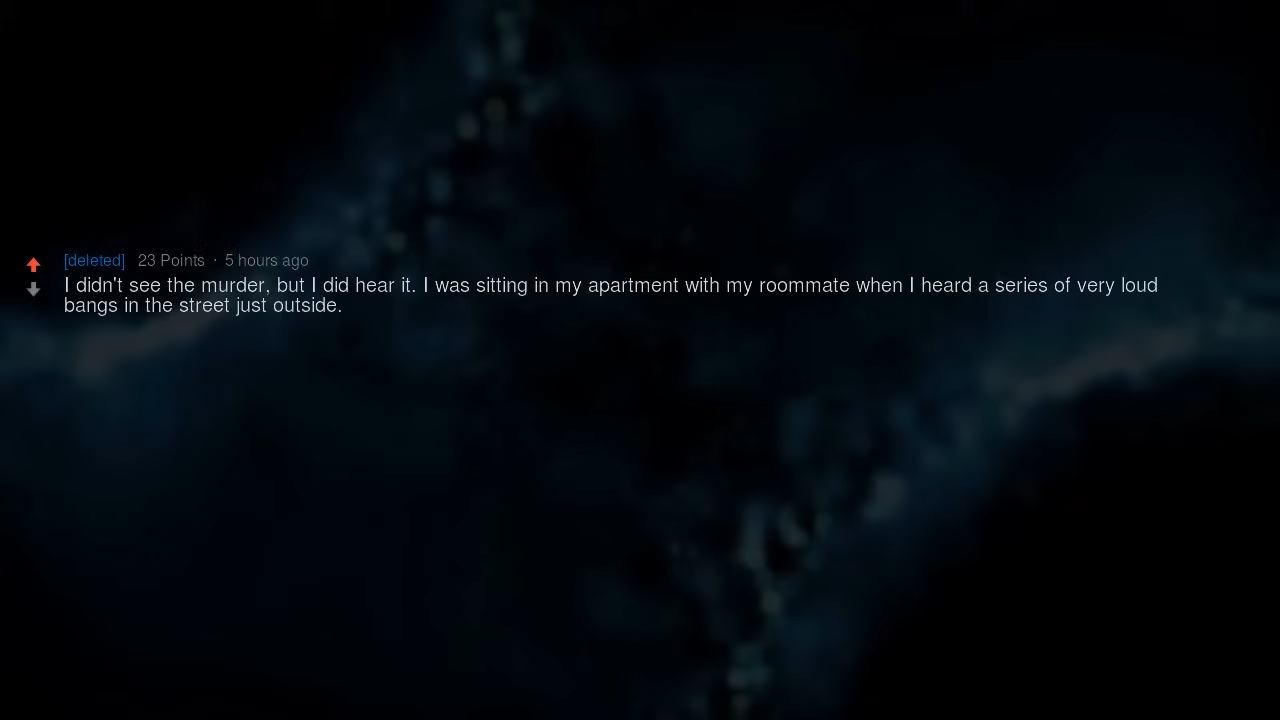 [deleted] 23 Points · 5 hours ago
I didn't see the murder, but I did hear it. I was sitting in my apartment with my roommate when I heard a series of very loud
bangs in the street just outside.